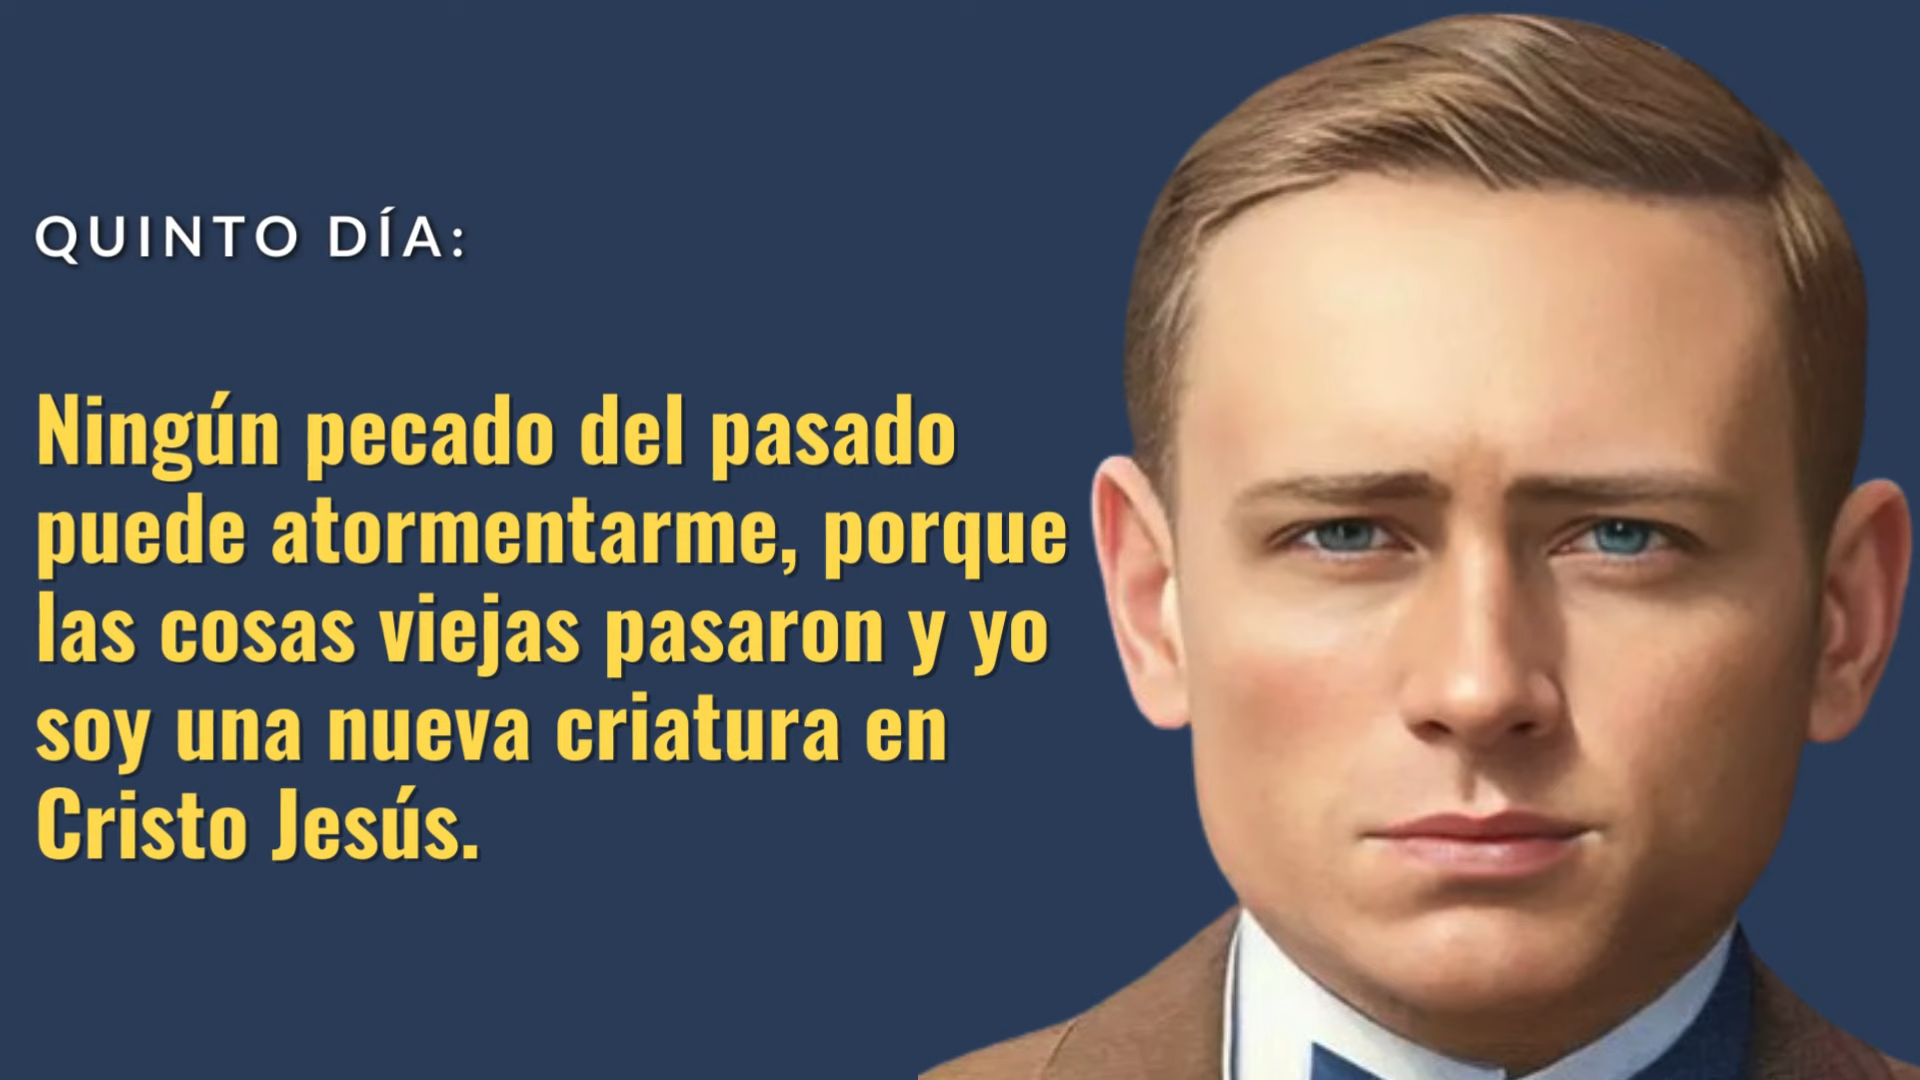 QUINTO DÍA:
Ningún pecado del pasado
puede atormentarme, porque
las cosas viejas pasaron y yo
soy una nueva criatura en
Cristo Jesús.